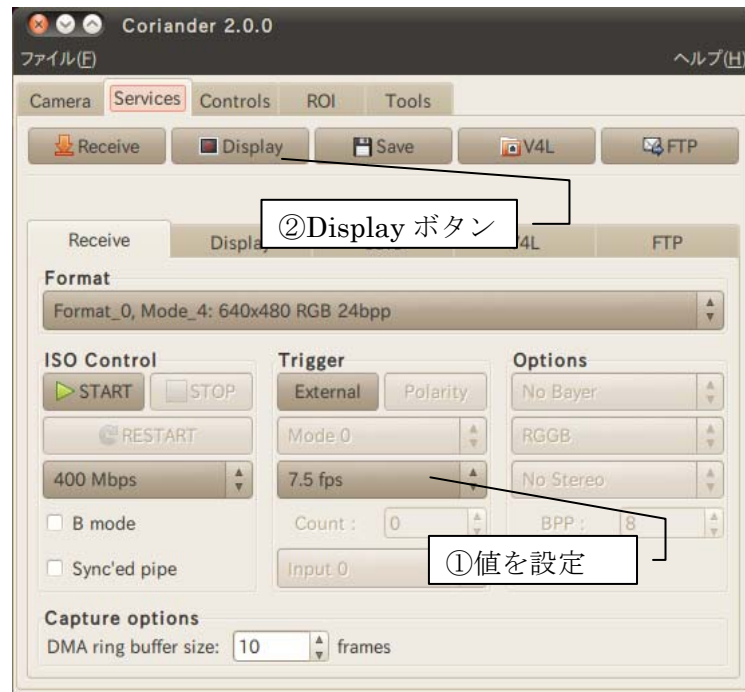 Coriander 2.0.0
ファイル(F) ヘルプ(H)
Camera Services Controls ROI Tools
Receive Display Save V4L FTP
②Display ボタン
Receive Display V4L FTP
Format
Format_0, Mode_4: 640x480 RGB 24bpp
ISO Control Trigger Options
START STOP External Polarity No Bayer
RESTART Mode 0 RGGB
400 Mbps 7.5 fps No Stereo
B mode Count : 0 BPP : 8
①値を設定
Sync'ed pipe Input 0
Capture options
DMA ring buffer size: 10 frames